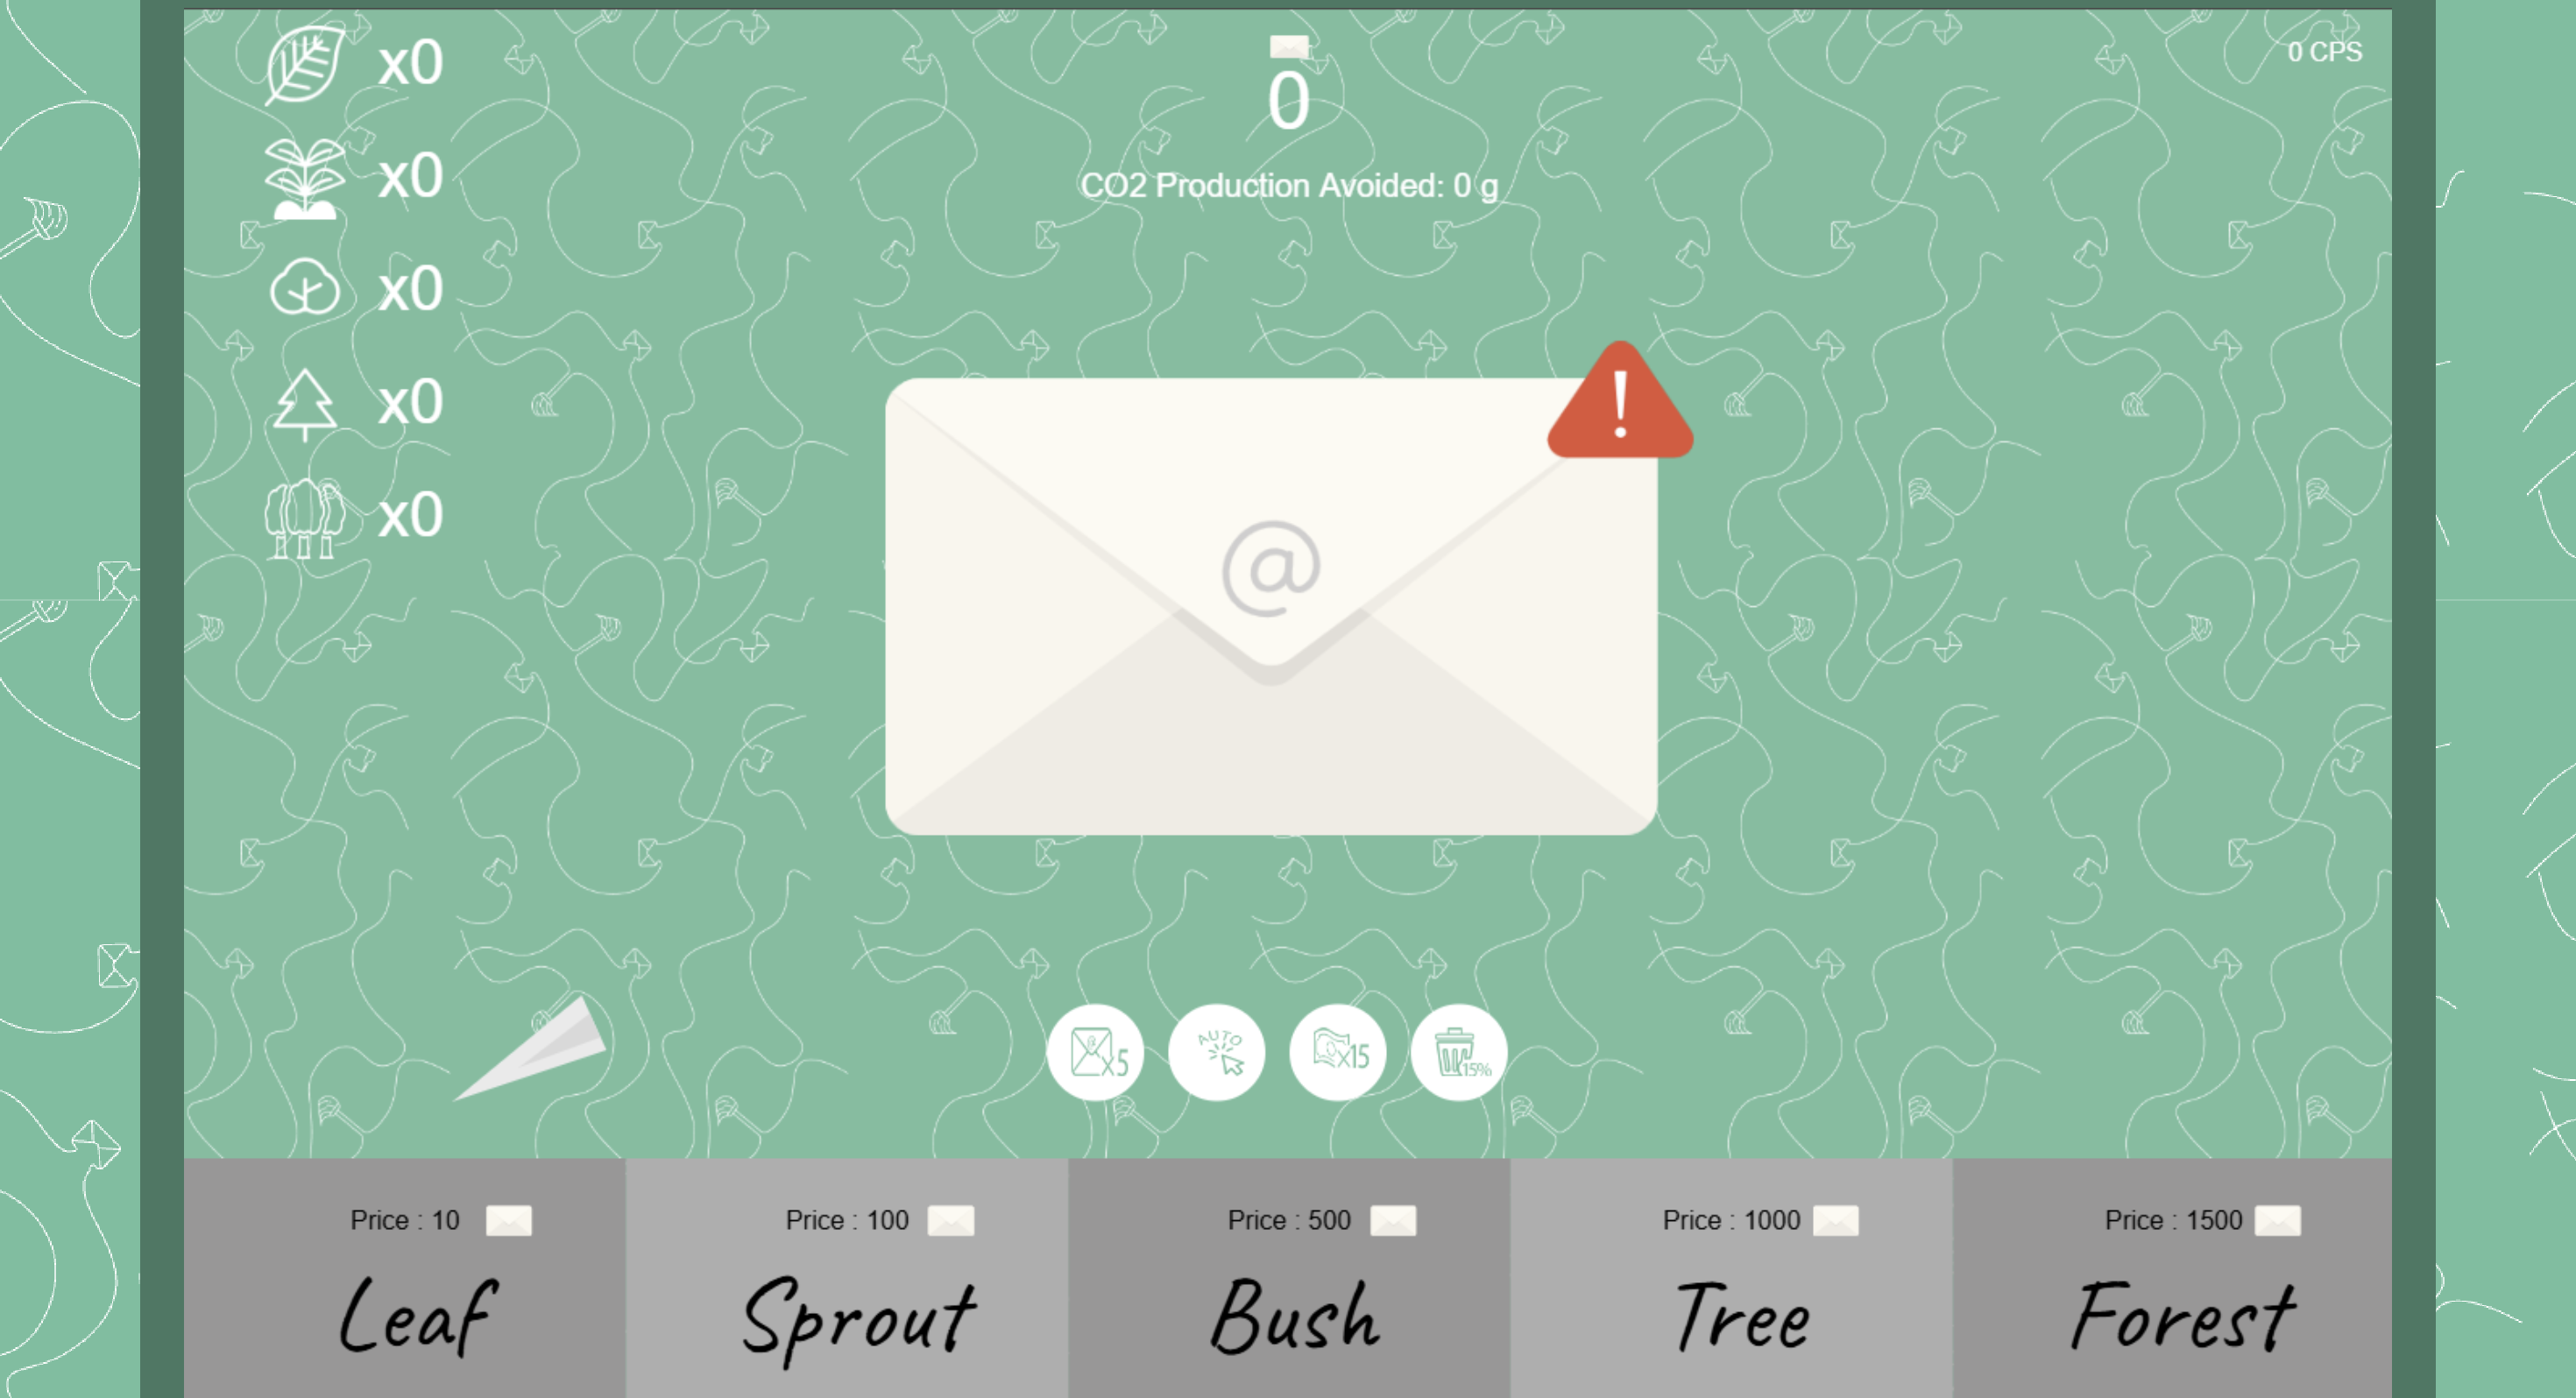 x0
x0
x0
x0
x0
0
CO2 Production Avoided: 0 g
0 CPS
!
@
X5
AUTO
X15
15%
Price : 10
Leaf
Price : 100
Sprout
Price : 500
Bush
Price : 1000
Tree
Price : 1500
Forest